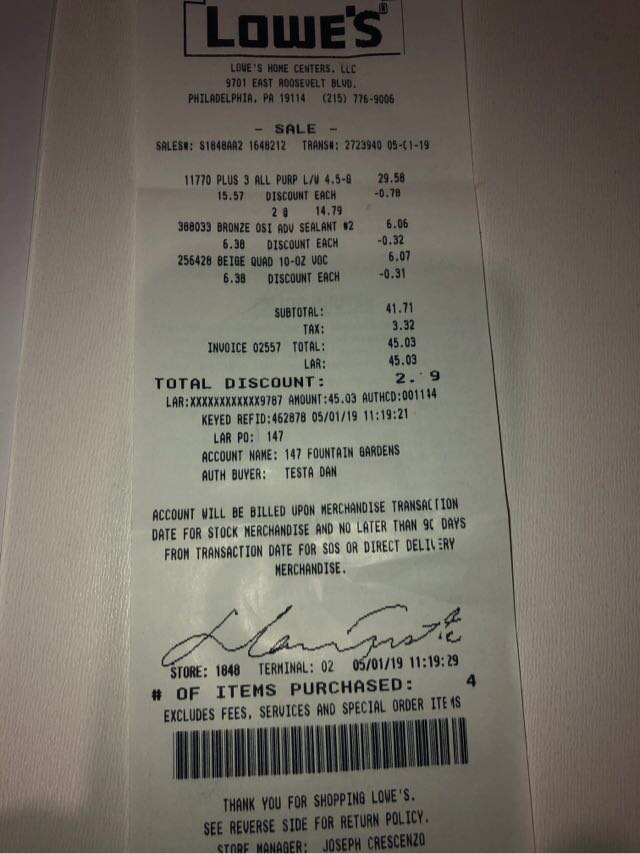 LOWE'S®
LOWE'S HOME CENTERS, LLC
9701 EAST ROOSEVELT BLVD.
PHILADELPHIA, PA 19114 (215) 776-9006
- SALE -
SALES#: S1848AA2 1648212 TRANS#: 2723940 05-01-19
11770 PLUS 3 ALL PURP L/W 4.5-G 29.58
15.57 DISCOUNT EACH -0.78
2 @ 14.79
388033 BRONZE OSI ADV SEALANT #2 6.06
6.38 DISCOUNT EACH -0.32
256428 BEIGE QUAD 10-OZ VOC 6.07
6.38 DISCOUNT EACH -0.31
SUBTOTAL: 41.71
TAX: 3.32
INVOICE 02557 TOTAL: 45.03
LAR: 45.03
TOTAL DISCOUNT:
LAR:XXXXXXXXXXXX9787 AMOUNT:45.03 AUTHCD:001144
KEYED REFID:462878 05/01/19 11:19:21
LAR PO: 147
ACCOUNT NAME: 147 FOUNTAIN GARDENS
AUTH BUYER: TESTA DAN
ACCOUNT WILL BE BILLED UPON MERCHANDISE TRANSACTION
DATE FOR STOCK MERCHANDISE AND NO LATER THAN 90 DAYS
FROM TRANSACTION DATE FOR SOS OR DIRECT DELIVERY
MERCHANDISE.
STORE: 1848 TERMINAL: 02 05/01/19 11:19:29
# OF ITEMS PURCHASED: 4
EXCLUDES FEES, SERVICES AND SPECIAL ORDER ITEMS
THANK YOU FOR SHOPPING LOWE'S.
SEE REVERSE SIDE FOR RETURN POLICY.
STORE MANAGER: JOSEPH CRESCENZO